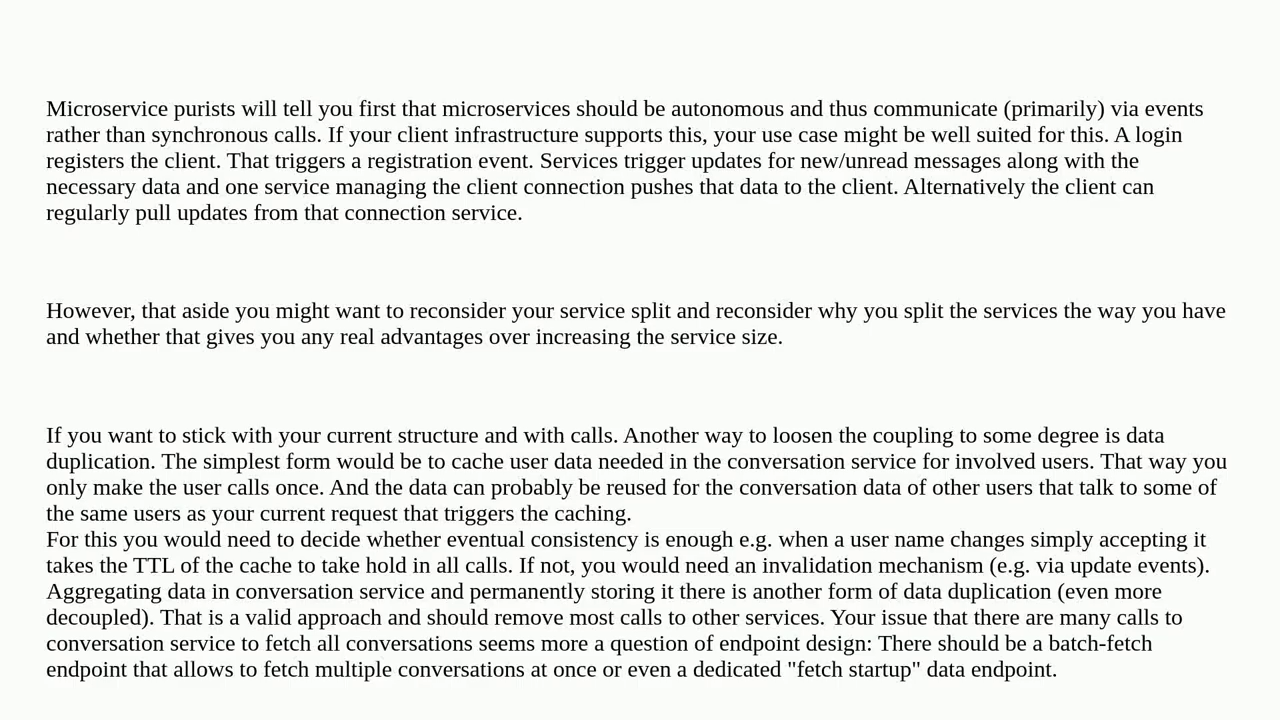 Microservice purists will tell you first that microservices should be autonomous and thus communicate (primarily) via events
rather than synchronous calls. If your client infrastructure supports this, your use case might be well suited for this. A login
registers the client. That triggers a registration event. Services trigger updates for new/unread messages along with the
necessary data and one service managing the client connection pushes that data to the client. Alternatively the client can
regularly pull updates from that connection service.
However, that aside you might want to reconsider your service split and reconsider why you split the services the way you have
and whether that gives you any real advantages over increasing the service size.
If you want to stick with your current structure and with calls. Another way to loosen the coupling to some degree is data
duplication. The simplest form would be to cache user data needed in the conversation service for involved users. That way you
only make the user calls once. And the data can probably be reused for the conversation data of other users that talk to some of
the same users as your current request that triggers the caching.
For this you would need to decide whether eventual consistency is enough e.g. when a user name changes simply accepting it
takes the TTL of the cache to take hold in all calls. If not, you would need an invalidation mechanism (e.g. via update events).
Aggregating data in conversation service and permanently storing it there is another form of data duplication (even more
decoupled). That is a valid approach and should remove most calls to other services. Your issue that there are many calls to
conversation service to fetch all conversations seems more a question of endpoint design: There should be a batch-fetch
endpoint that allows to fetch multiple conversations at once or even a dedicated "fetch startup" data endpoint.